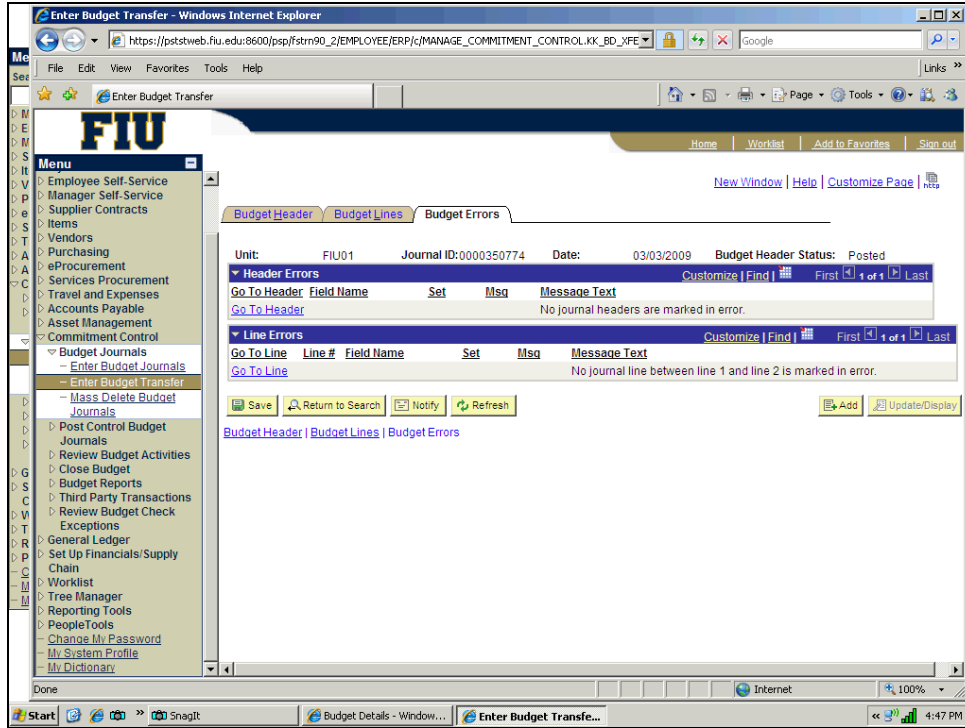 Enter Budget Transfer - Windows Internet Explorer
https://pststweb.fiu.edu:8600/psp/fstrn90_2/EMPLOYEE/ERP/c/MANAGE_COMMITMENT_CONTROL.KK_BD_XFE
Google
File Edit View Favorites Tools Help
Links »
Enter Budget Transfer
Page Tools
FIU
Home Worklist Add to Favorites Sign out
Menu
Employee Self-Service
Manager Self-Service
Supplier Contracts
Items
Vendors
Purchasing
eProcurement
Services Procurement
Travel and Expenses
Accounts Payable
Asset Management
Commitment Control
Budget Journals
Enter Budget Journals
Enter Budget Transfer
Mass Delete Budget
Journals
Post Control Budget
Journals
Review Budget Activities
Close Budget
Budget Reports
Third Party Transactions
Review Budget Check
Exceptions
General Ledger
Set Up Financials/Supply
Chain
Worklist
Tree Manager
Reporting Tools
PeopleTools
Change My Password
My System Profile
My Dictionary
New Window | Help | Customize Page | http
Budget Header Budget Lines Budget Errors
Unit: FIU01 Journal ID: 0000350774 Date: 03/03/2009 Budget Header Status: Posted
Header Errors Customize | Find | First 1 of 1 Last
Go To Header Field Name Set Msg Message Text
Go To Header No journal headers are marked in error.
Line Errors Customize | Find | First 1 of 1 Last
Go To Line Line # Field Name Set Msg Message Text
Go To Line No journal line between line 1 and line 2 is marked in error.
Save Return to Search Notify Refresh Add Update/Display
Budget Header | Budget Lines | Budget Errors
Done Internet 100%
Start » SnagIt Budget Details - Window... Enter Budget Transfe... « 4:47 PM